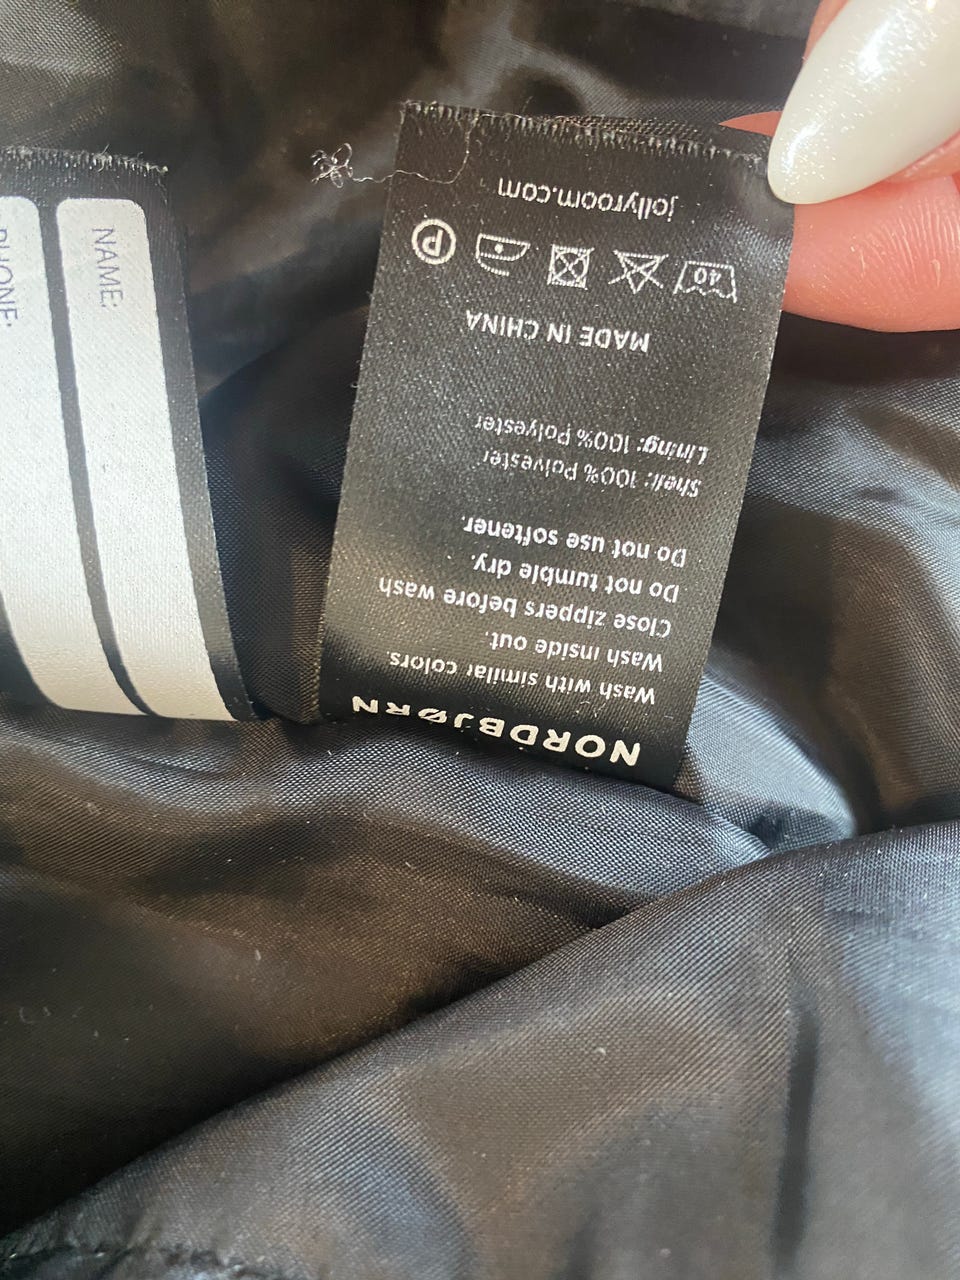 NORDBJØRN
Wash with similar colors.
Wash inside out.
Close zippers before wash
Do not tumble dry.
Do not use softener.
Shell: 100% Polyester
Lining: 100% Polyester
MADE IN CHINA
40
P
jollyroom.com
NAME:
PHONE: